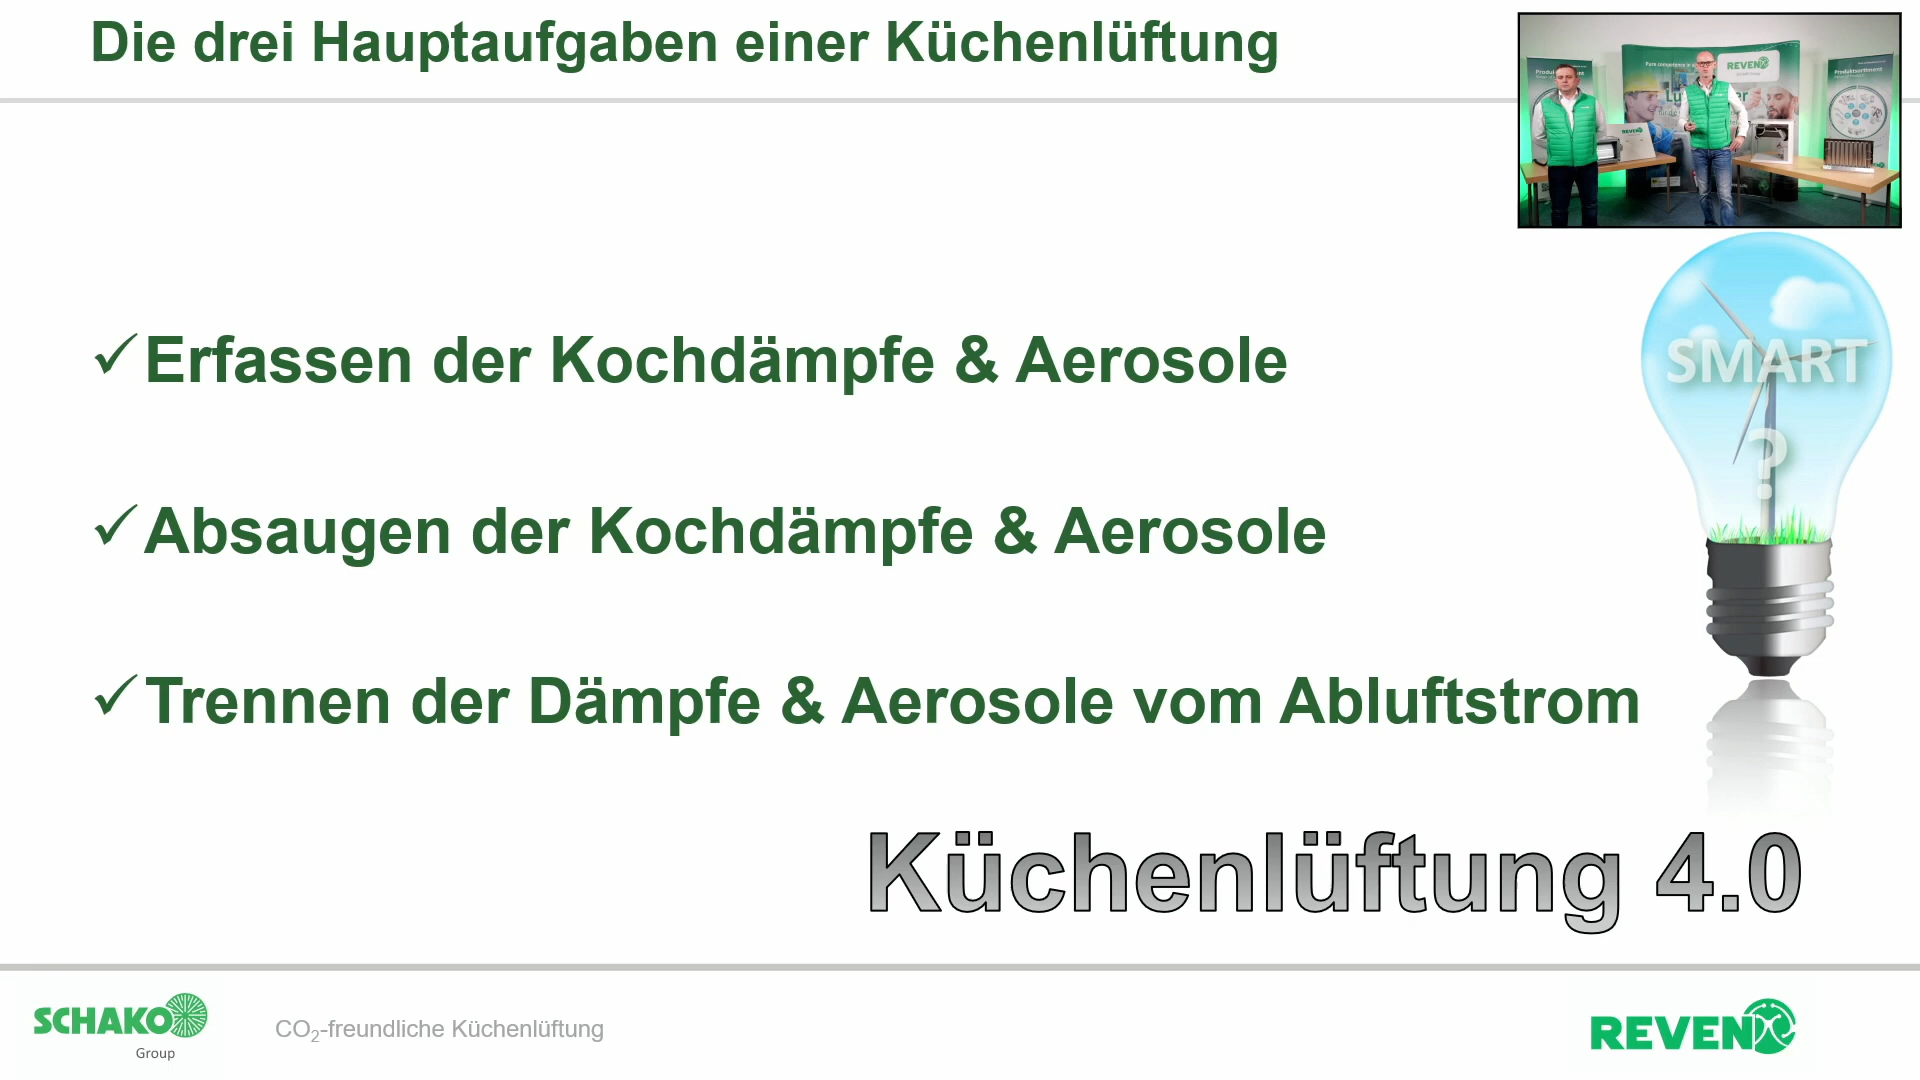 Die drei Hauptaufgaben einer Küchenlüftung
REVEN
Erfassen der Kochdämpfe & Aerosole
SMART
?
Absaugen der Kochdämpfe & Aerosole
Trennen der Dämpfe & Aerosole vom Abluftstrom
Küchenlüftung 4.0
SCHAKO
Group
CO₂-freundliche Küchenlüftung
REVEN